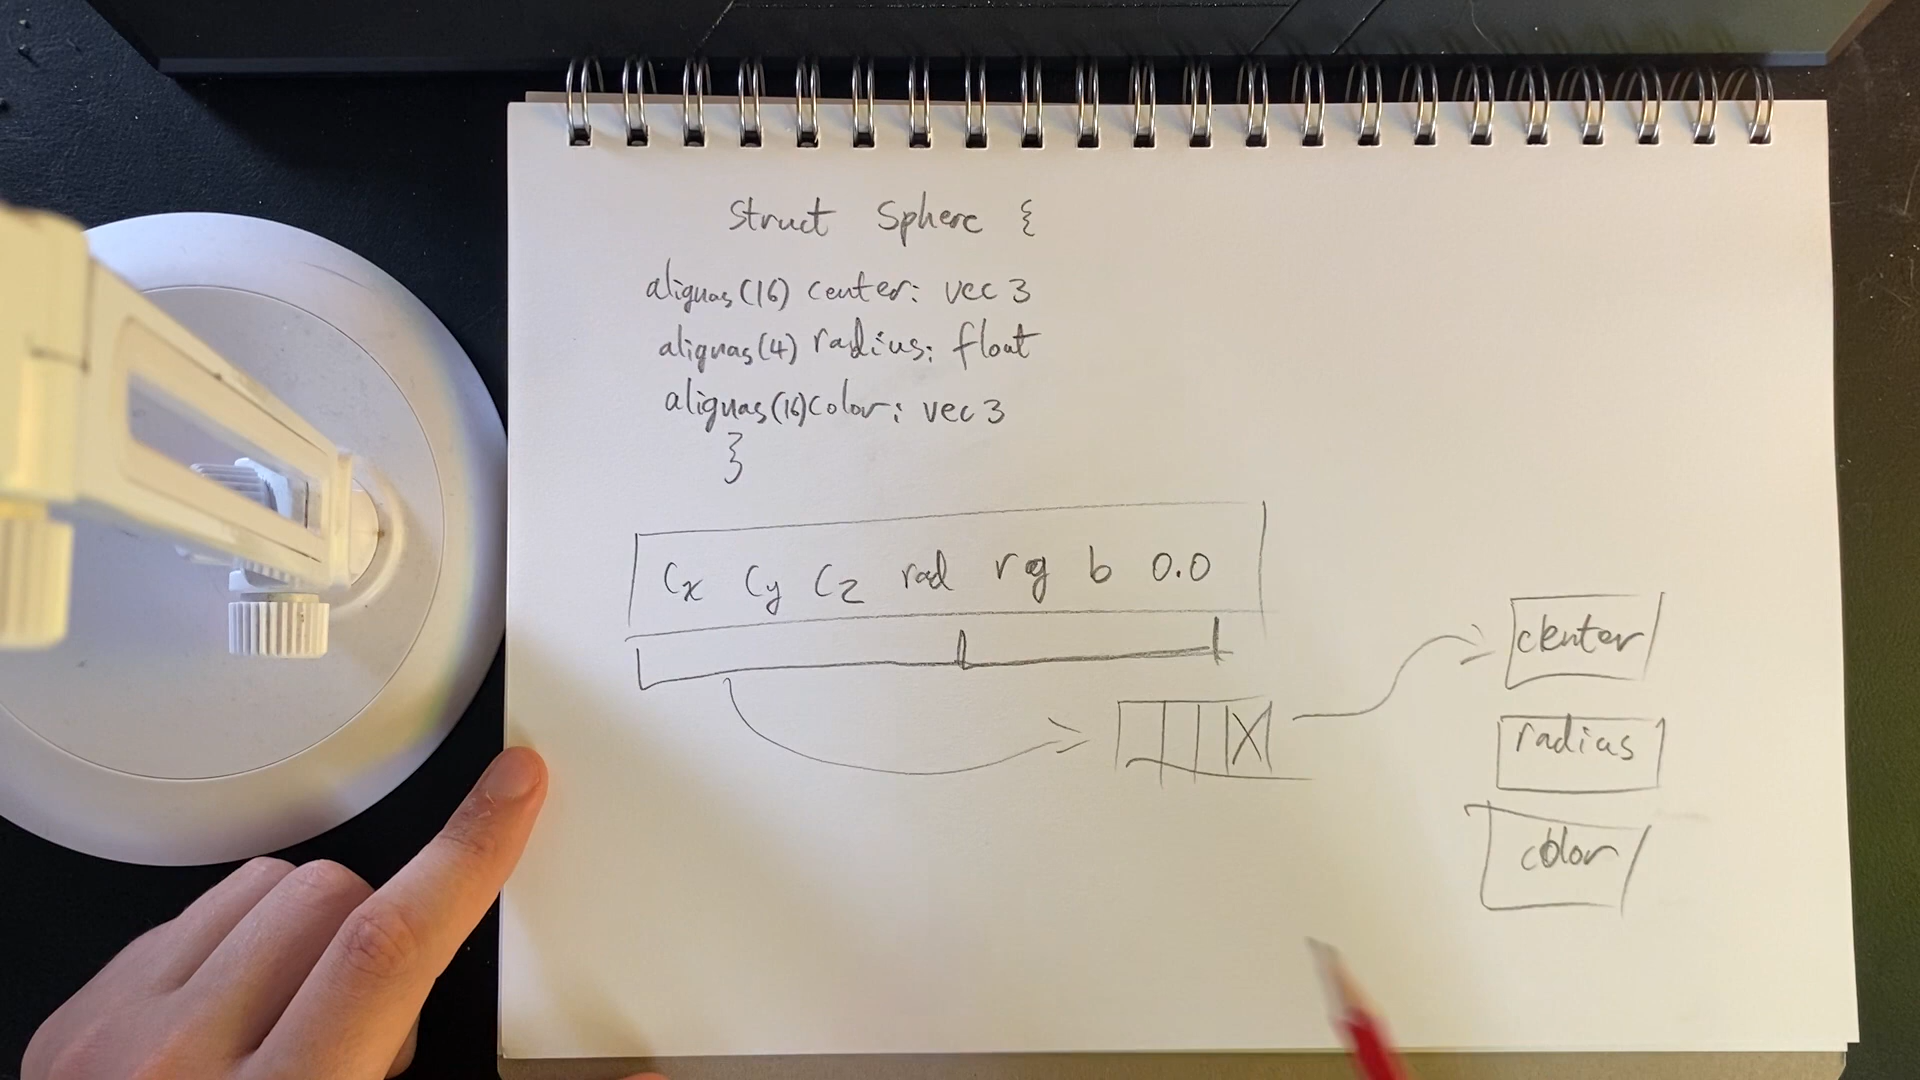 Struct Sphere {
alignas(16) center: vec3
alignas(4) radius: float
alignas(16) color: vec3
}
Cx Cy Cz rad r g b 0.0
center
radius
color